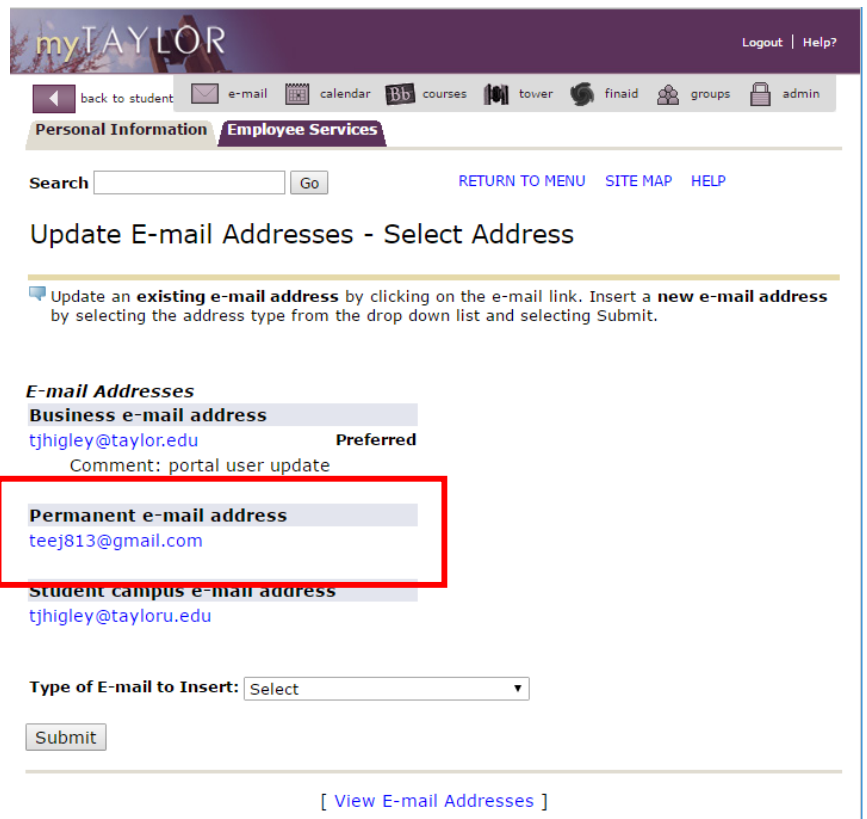 myTAYLOR
Logout | Help?
back to student e-mail calendar Bb courses tower finaid groups admin
Personal Information Employee Services
Search Go RETURN TO MENU SITE MAP HELP
Update E-mail Addresses - Select Address
Update an existing e-mail address by clicking on the e-mail link. Insert a new e-mail address
by selecting the address type from the drop down list and selecting Submit.
E-mail Addresses
Business e-mail address
tjhigley@taylor.edu Preferred
Comment: portal user update
Permanent e-mail address
teej813@gmail.com
Student campus e-mail address
tjhigley@tayloru.edu
Type of E-mail to Insert: Select
Submit
[ View E-mail Addresses ]